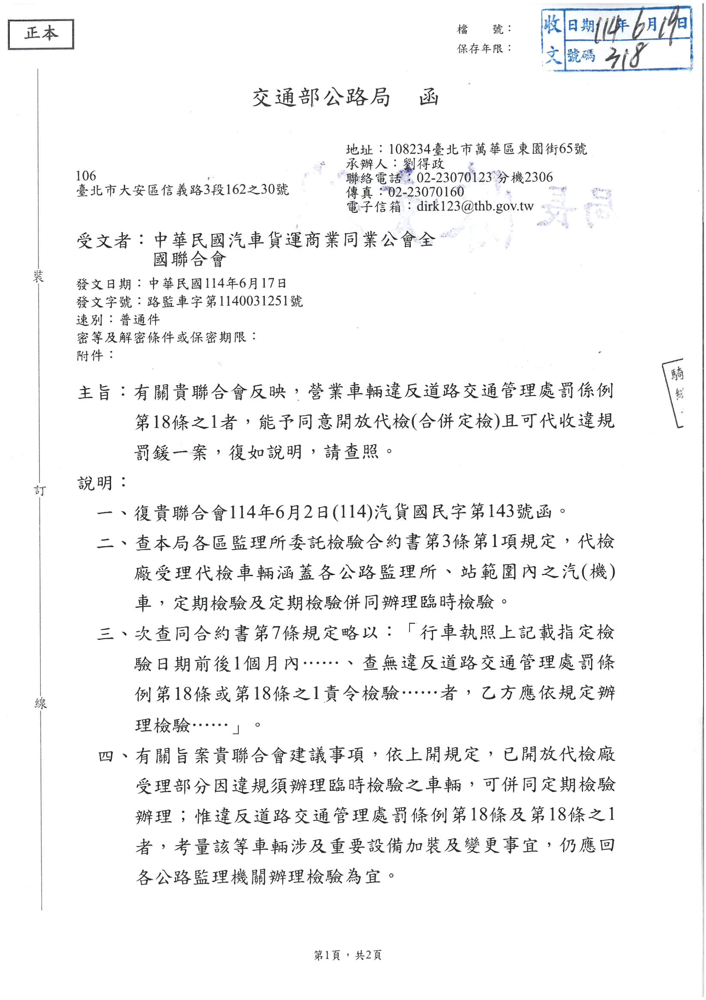 正本
檔　　號：
保存年限：
收文
日期114年6月19日
號碼 318
交通部公路局　函
地址：108234臺北市萬華區東園街65號
承辦人：劉得政
聯絡電話：02-23070123 分機2306
傳真：02-23070160
電子信箱：dirk123@thb.gov.tw
106
臺北市大安區信義路3段162之30號
受文者：中華民國汽車貨運商業同業公會全
國聯合會
發文日期：中華民國114年6月17日
發文字號：路監車字第1140031251號
速別：普通件
密等及解密條件或保密期限：
附件：
主旨：有關貴聯合會反映，營業車輛違反道路交通管理處罰係例
第18條之1者，能予同意開放代檢(合併定檢)且可代收違規
罰鍰一案，復如說明，請查照。
說明：
一、復貴聯合會114年6月2日(114)汽貨國民字第143號函。
二、查本局各區監理所委託檢驗合約書第3條第1項規定，代檢
廠受理代檢車輛涵蓋各公路監理所、站範圍內之汽(機)
車，定期檢驗及定期檢驗併同辦理臨時檢驗。
三、次查同合約書第7條規定略以：「行車執照上記載指定檢
驗日期前後1個月內……、查無違反道路交通管理處罰條
例第18條或第18條之1責令檢驗……者，乙方應依規定辦
理檢驗……」。
四、有關旨案貴聯合會建議事項，依上開規定，已開放代檢廠
受理部分因違規須辦理臨時檢驗之車輛，可併同定期檢驗
辦理；惟違反道路交通管理處罰條例第18條及第18條之1
者，考量該等車輛涉及重要設備加裝及變更事宜，仍應回
各公路監理機關辦理檢驗為宜。
裝
訂
線
騎
第1頁，共2頁